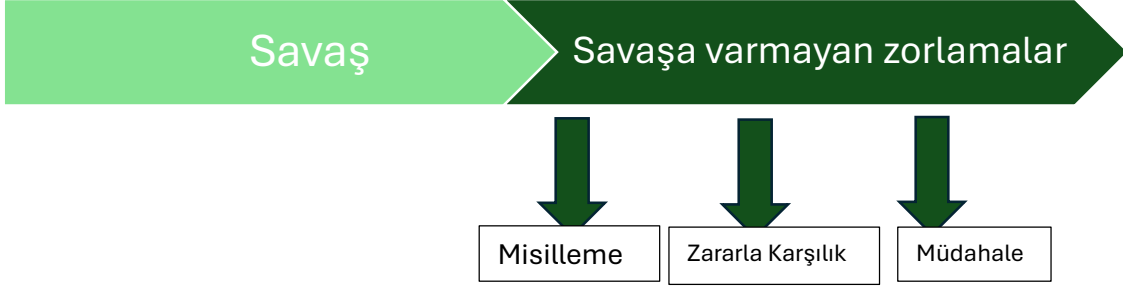 Savaş
Savaşa varmayan zorlamalar
Misilleme
Zararla Karşılık
Müdahale